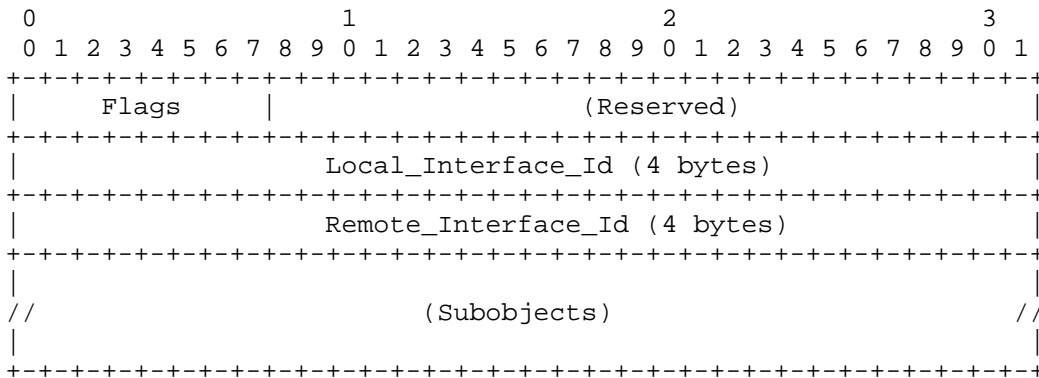 0                   1                   2                   3
 0 1 2 3 4 5 6 7 8 9 0 1 2 3 4 5 6 7 8 9 0 1 2 3 4 5 6 7 8 9 0 1
+-+-+-+-+-+-+-+-+-+-+-+-+-+-+-+-+-+-+-+-+-+-+-+-+-+-+-+-+-+-+-+-+
|     Flags     |                   (Reserved)                  |
+-+-+-+-+-+-+-+-+-+-+-+-+-+-+-+-+-+-+-+-+-+-+-+-+-+-+-+-+-+-+-+-+
|                   Local_Interface_Id (4 bytes)                |
+-+-+-+-+-+-+-+-+-+-+-+-+-+-+-+-+-+-+-+-+-+-+-+-+-+-+-+-+-+-+-+-+
|                   Remote_Interface_Id (4 bytes)               |
+-+-+-+-+-+-+-+-+-+-+-+-+-+-+-+-+-+-+-+-+-+-+-+-+-+-+-+-+-+-+-+-+
|                                                               |
//                        (Subobjects)                         //
|                                                               |
+-+-+-+-+-+-+-+-+-+-+-+-+-+-+-+-+-+-+-+-+-+-+-+-+-+-+-+-+-+-+-+-+